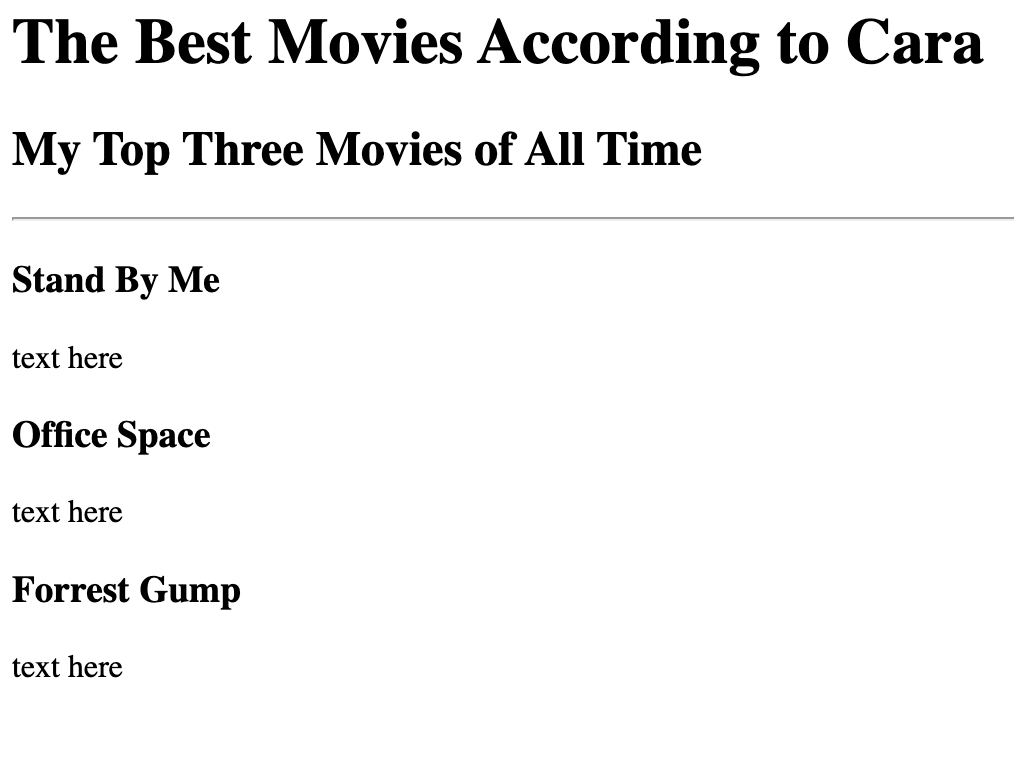 The Best Movies According to Cara
My Top Three Movies of All Time
Stand By Me
text here
Office Space
text here
Forrest Gump
text here